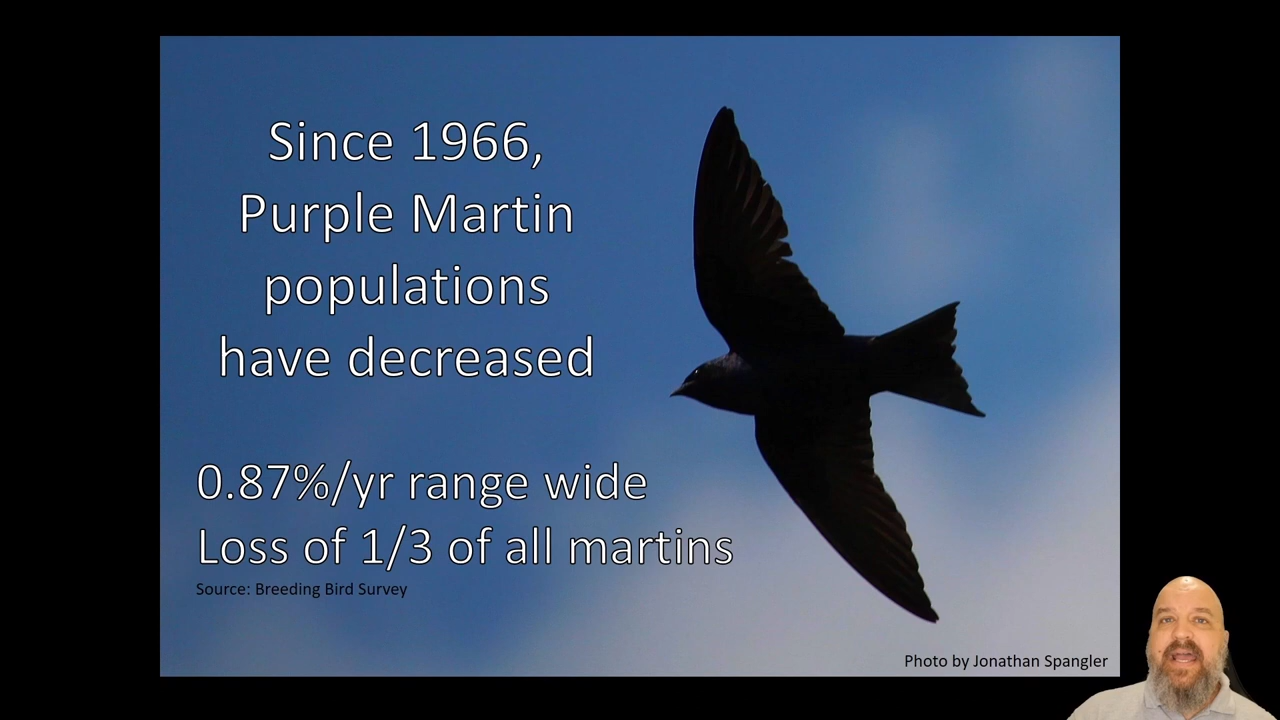 Since 1966,
Purple Martin
populations
have decreased
0.87%/yr range wide
Loss of 1/3 of all martins
Source: Breeding Bird Survey
Photo by Jonathan Spangler